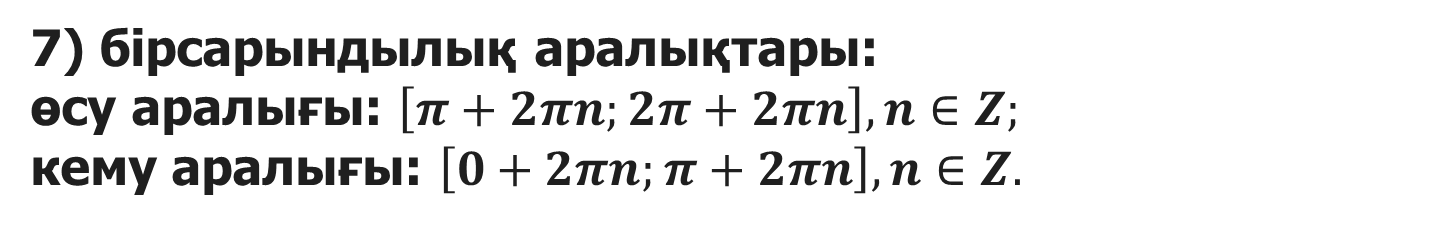 7) бірсарындылық аралықтары:
өсу аралығы: [π + 2πn; 2π + 2πn], n ∈ Z;
кему аралығы: [0 + 2πn; π + 2πn], n ∈ Z.